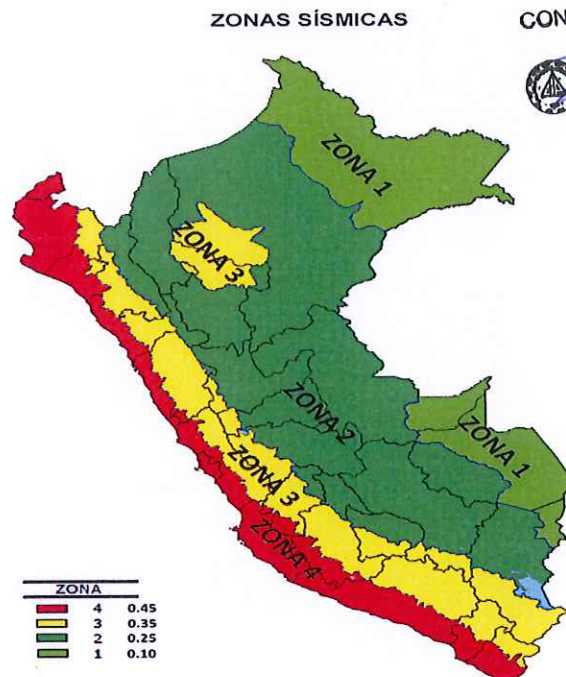 ZONAS SÍSMICAS
CON
ZONA 1
ZONA 3
ZONA 2
ZONA 1
ZONA 3
ZONA 4
ZONA
4 0.45
3 0.35
2 0.25
1 0.10